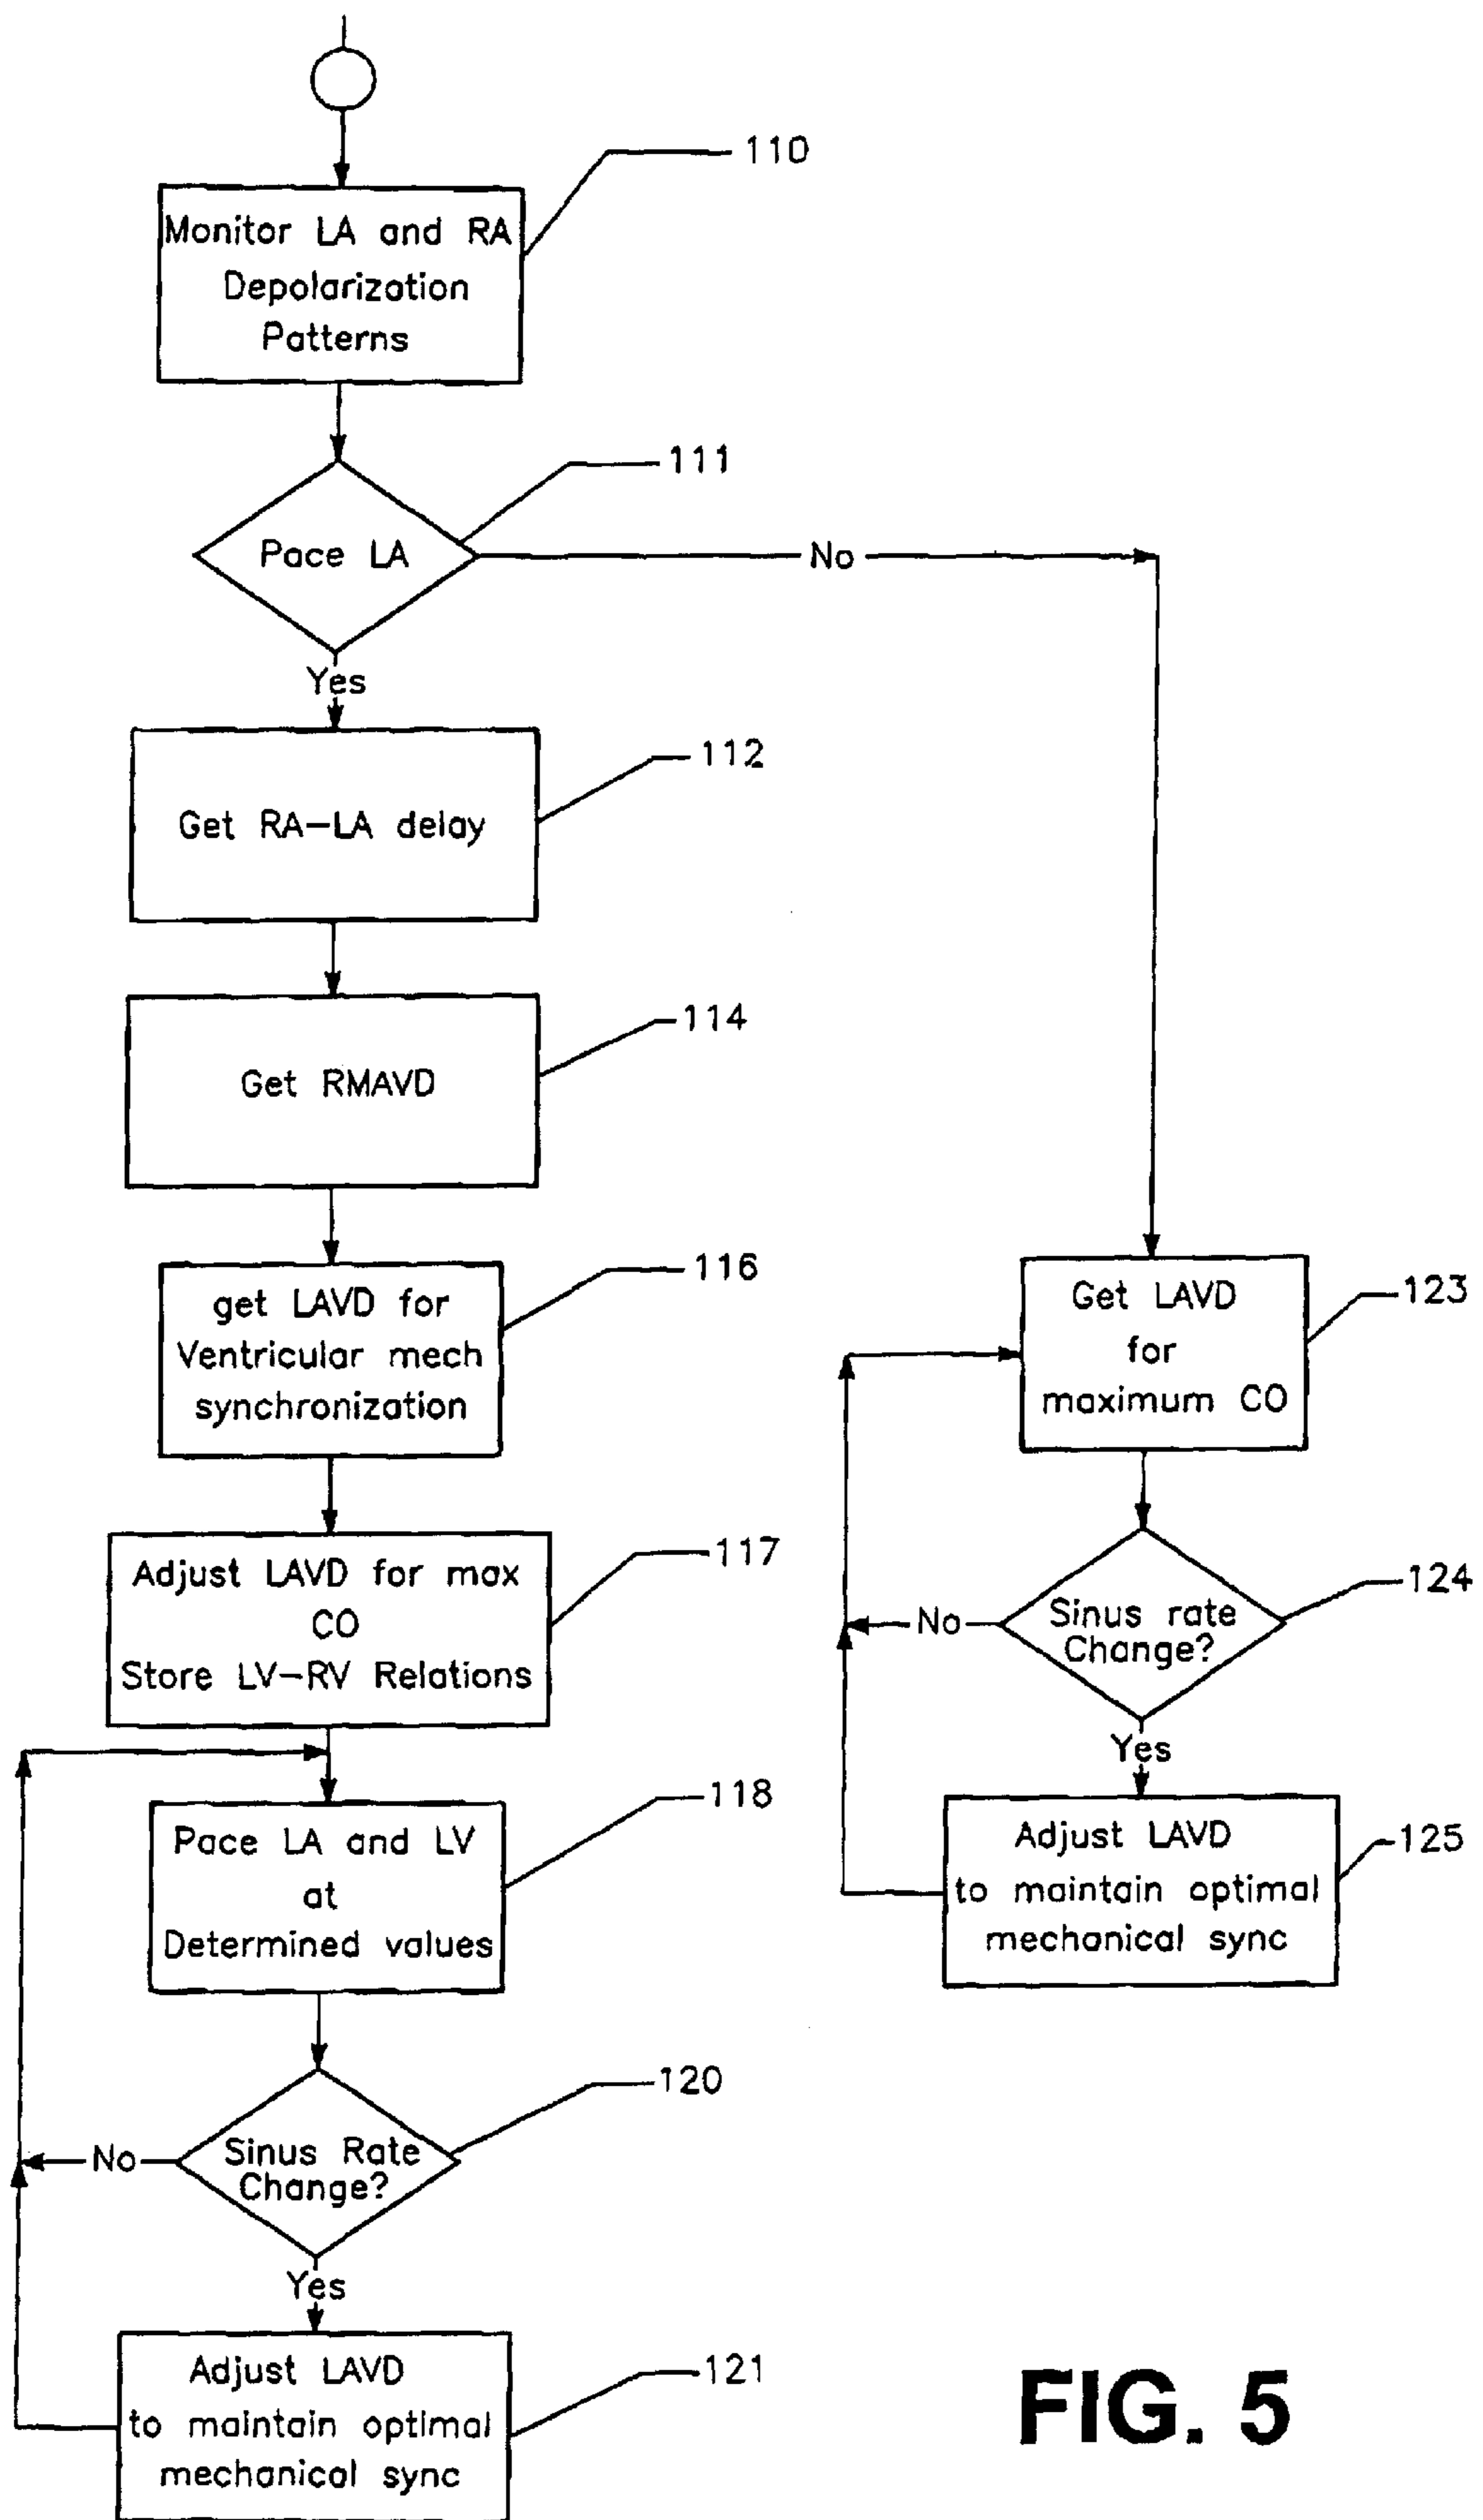 110
Monitor LA and RA
Depolarization
Patterns
111
Pace LA
No
Yes
112
Get RA-LA delay
114
Get RMAVD
116
get LAVD for
Ventricular mech
synchronization
117
Adjust LAVD for max
CO
Store LV-RV Relations
118
Pace LA and LV
at
Determined values
120
Sinus Rate
Change?
No
Yes
121
Adjust LAVD
to maintain optimal
mechanical sync
123
Get LAVD
for
maximum CO
124
Sinus rate
Change?
No
Yes
125
Adjust LAVD
to maintain optimal
mechanical sync
FIG. 5